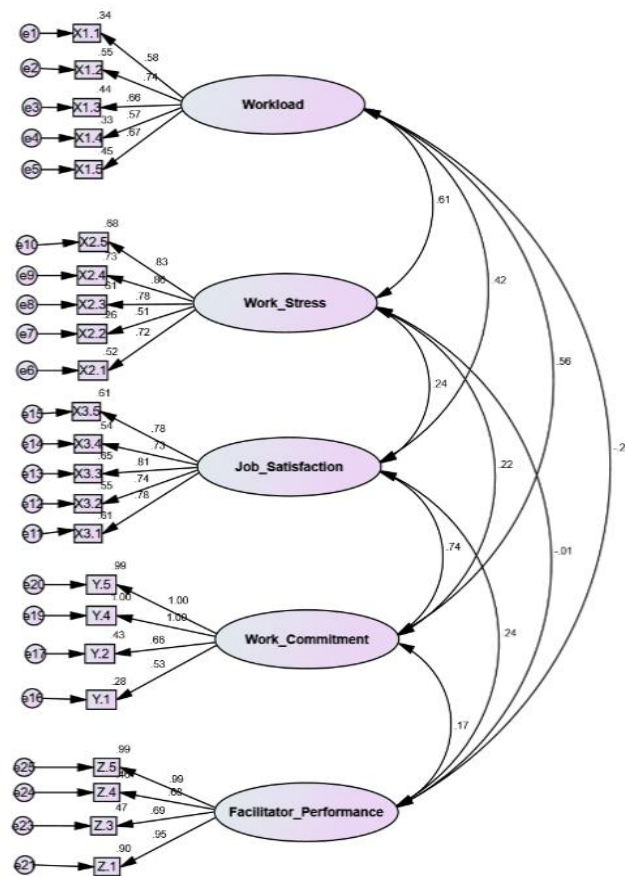 .34
e1 X1.1
.58
.55
e2 X1.2
.74
.44
e3 X1.3 .66
Workload
.33 .57
e4 X1.4
.67
.45
e5 X1.5
.61
.68
e10 X2.5
.83
.73
e9 X2.4
.86
.61
e8 X2.3 .78
Work_Stress
.42
.26 .51
e7 X2.2
.72
.52
e6 X2.1
.56
.24
.61
e15 X3.5
.78
.54
e14 X3.4
.73
.65
e13 X3.3 .81
Job_Satisfaction
.22
-.2
.55 .74
e12 X3.2
.78
.61
e11 X3.1
.74
-.01
.99
e20 Y.5
1.00
1.00
e19 Y.4 1.00
.43
e17 Y.2 .66
Work_Commitment
.24
.53
.28
e16 Y.1
.17
.99
e25 Z.5
.99
e24 Z.4 .68
.47 .69
e23 Z.3
Facilitator_Performance
.95
.90
e21 Z.1